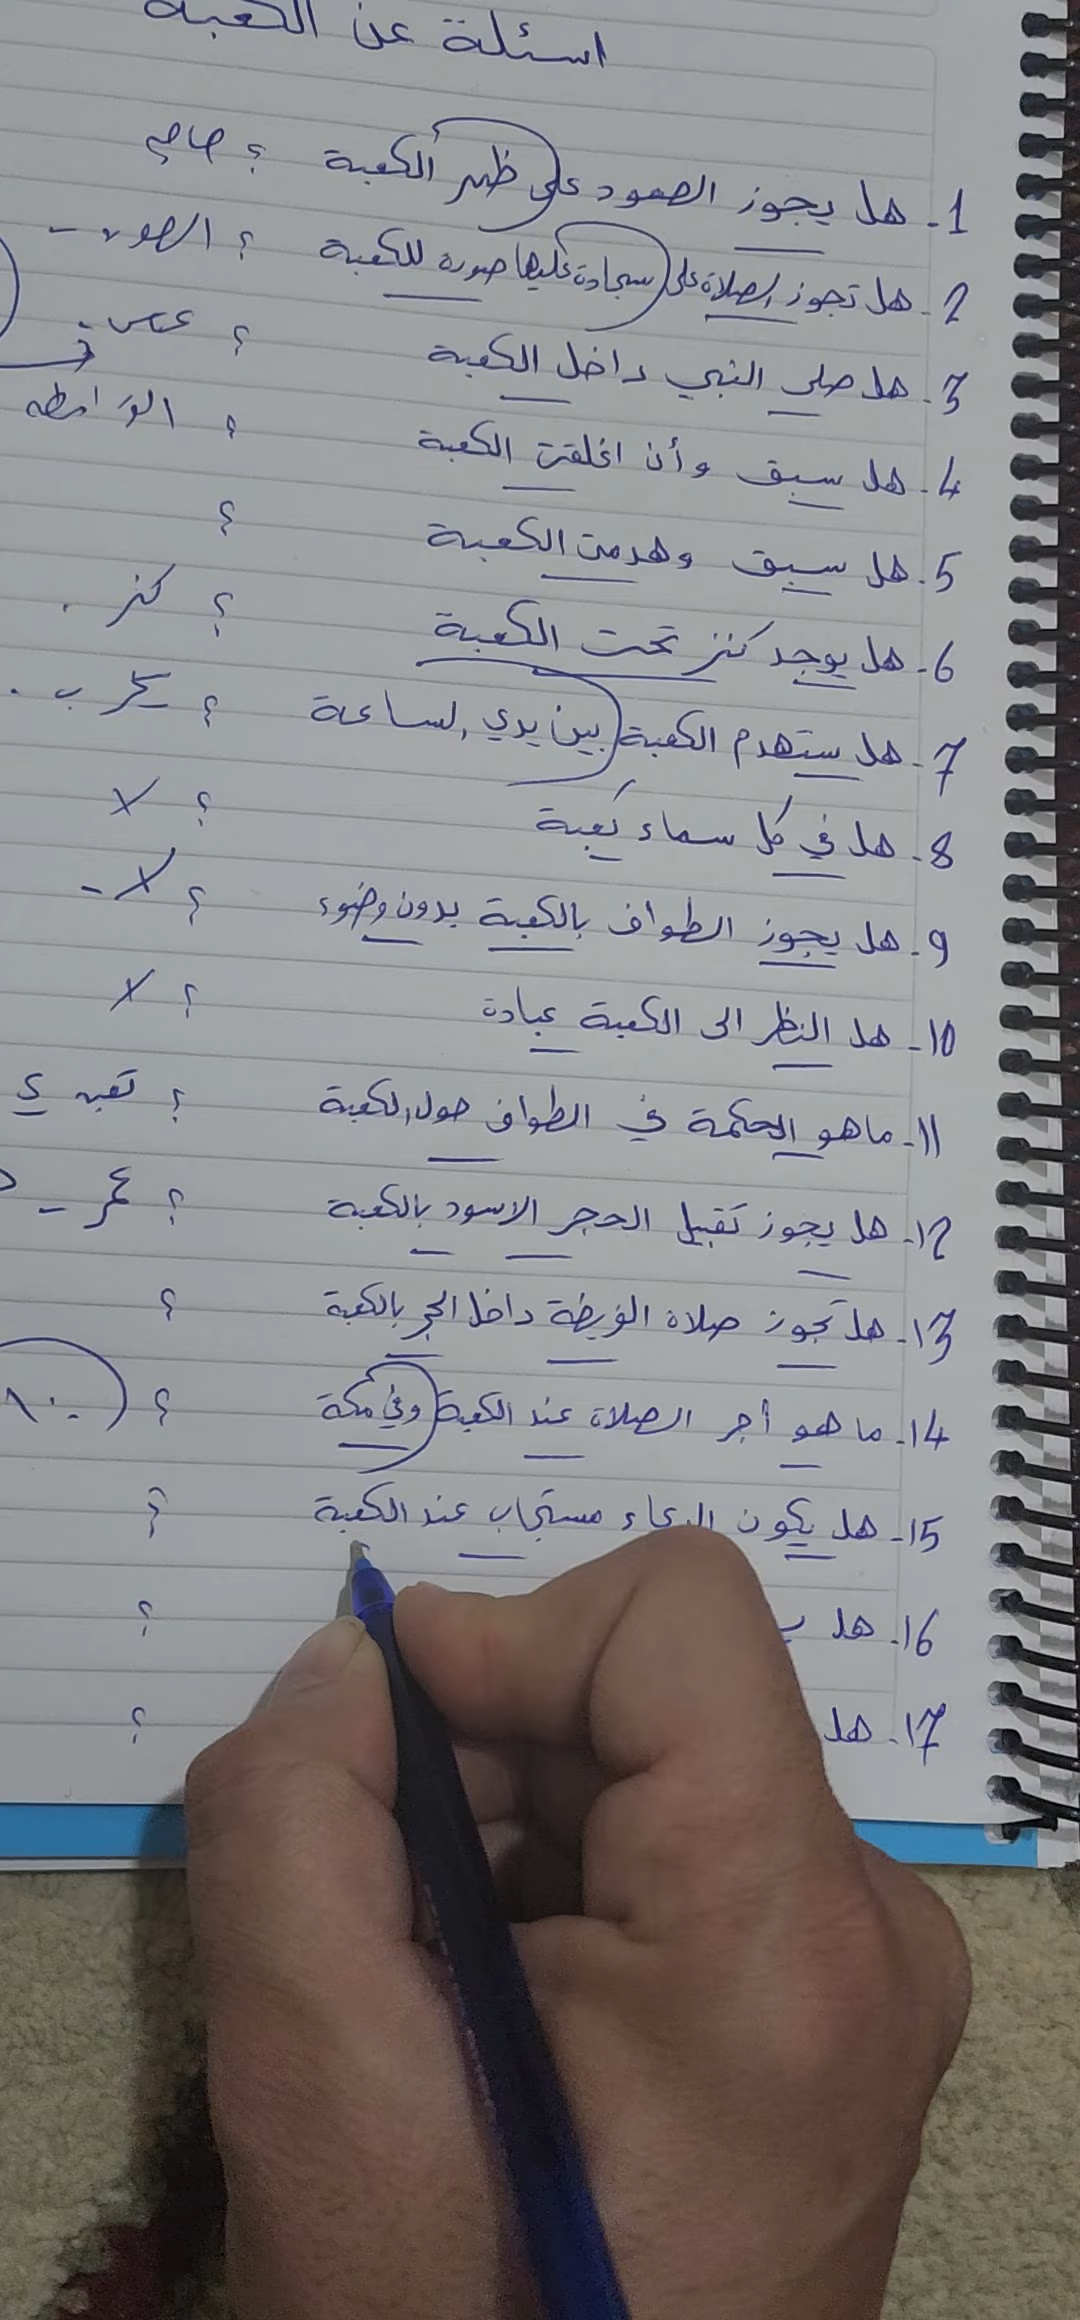 اسئلة عن الكعبة
1- هل يجوز الصعود على ظهر الكعبة ؟
2- هل تجوز الصلاة على سجادة عليها صورة للكعبة ؟
3- هل صلى النبي داخل الكعبة ؟
4- هل سبق وأن اغلقت الكعبة ؟
5- هل سبق وهدمت الكعبة ؟
6- هل يوجد كنز تحت الكعبة ؟ كنز .
7- هل ستهدم الكعبة (بين يدي الساعة ؟
8- هل في كل سماء كعبة ؟ لا
9- هل يجوز الطواف بالكعبة بدون وضوء ؟ لا -
10- هل النظر الى الكعبة عبادة ؟ لا
11- ماهو الحكمة في الطواف حول الكعبة ؟
12- هل يجوز تقبيل الحجر الاسود بالكعبة ؟ عمر -
13- هل تجوز صلاة الفريضة داخل الحجر بالكعبة ؟
14- ما هو أجر الصلاة عند الكعبة (وفي مكة) ؟
15- هل يكون الدعاء مستجاب عند الكعبة ؟
16- هل ؟
17- هل ؟